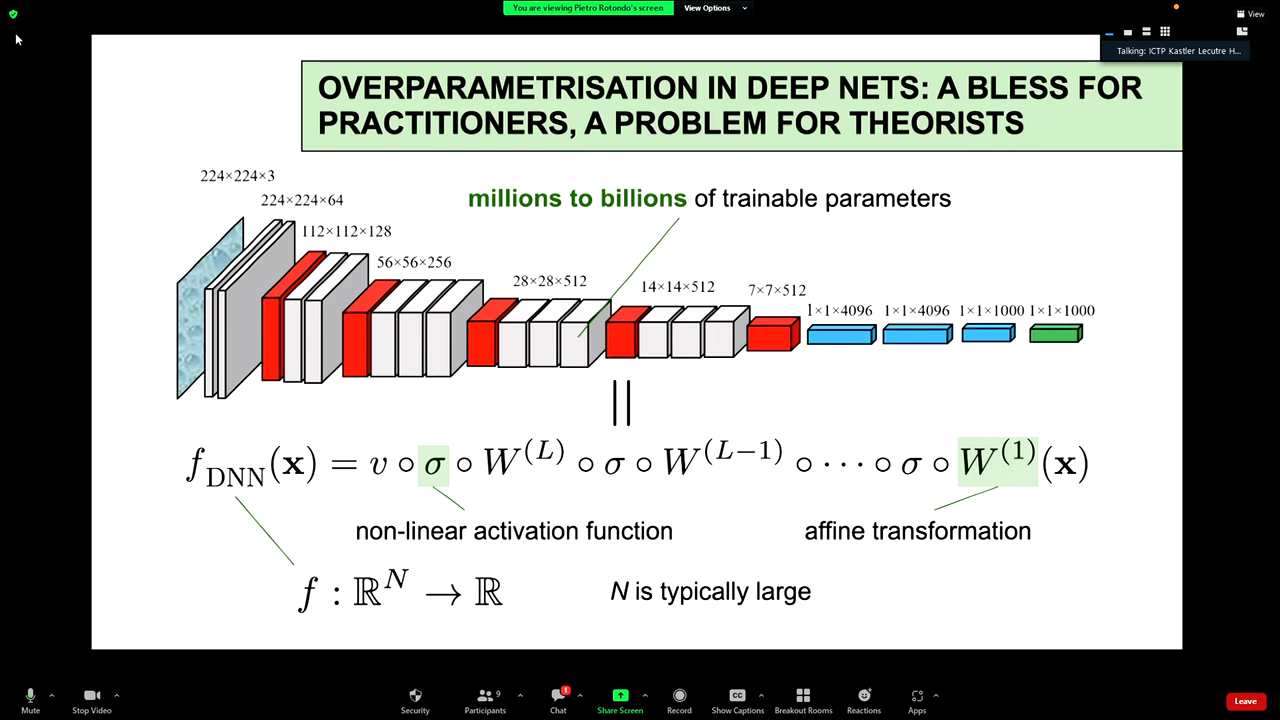 You are viewing Pietro Rotondo's screen
View Options
View
Talking: ICTP Kastler Lecutre H...
OVERPARAMETRISATION IN DEEP NETS: A BLESS FOR
PRACTITIONERS, A PROBLEM FOR THEORISTS
224×224×3
224×224×64
112×112×128
56×56×256
28×28×512
14×14×512
7×7×512
1×1×4096
1×1×4096
1×1×1000
1×1×1000
millions to billions of trainable parameters
f_DNN(x) = v ∘ σ ∘ W^(L) ∘ σ ∘ W^(L−1) ∘ ⋯ ∘ σ ∘ W^(1)(x)
non-linear activation function
affine transformation
f : ℝ^N → ℝ
N is typically large
Mute
Stop Video
Security
9
Participants
1
Chat
Share Screen
Record
CC
Show Captions
Breakout Rooms
Reactions
Apps
Leave